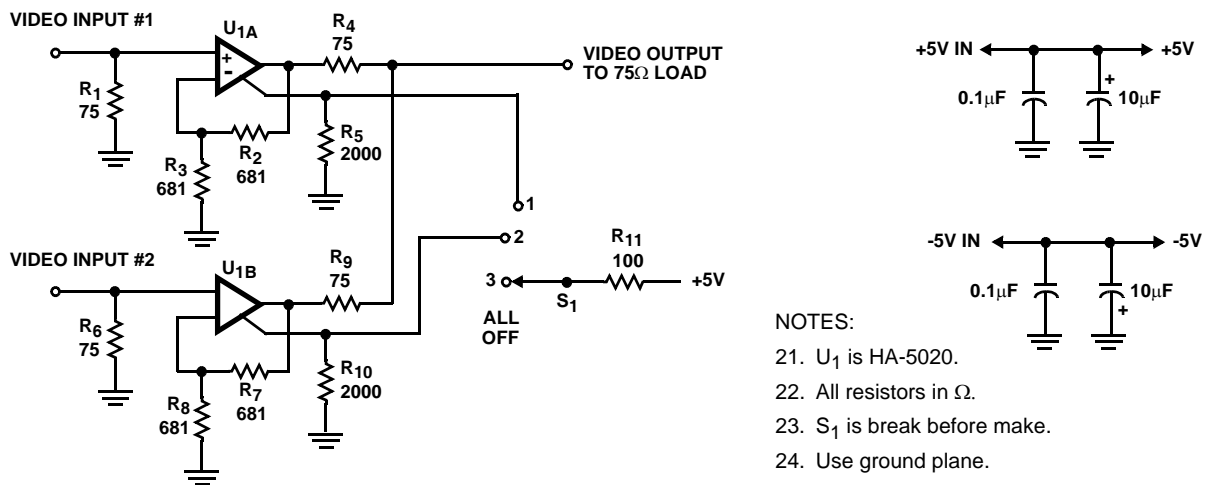 VIDEO INPUT #1
U1A
+
-
R1
75
R2
681
R3
681
R4
75
R5
2000
VIDEO OUTPUT
TO 75Ω LOAD
1
2
3
ALL
OFF
S1
R11
100
+5V
VIDEO INPUT #2
U1B
R6
75
R7
681
R8
681
R9
75
R10
2000
+5V IN
+5V
0.1μF
+
10μF
-5V IN
-5V
0.1μF
10μF
+
NOTES:
21. U1 is HA-5020.
22. All resistors in Ω.
23. S1 is break before make.
24. Use ground plane.